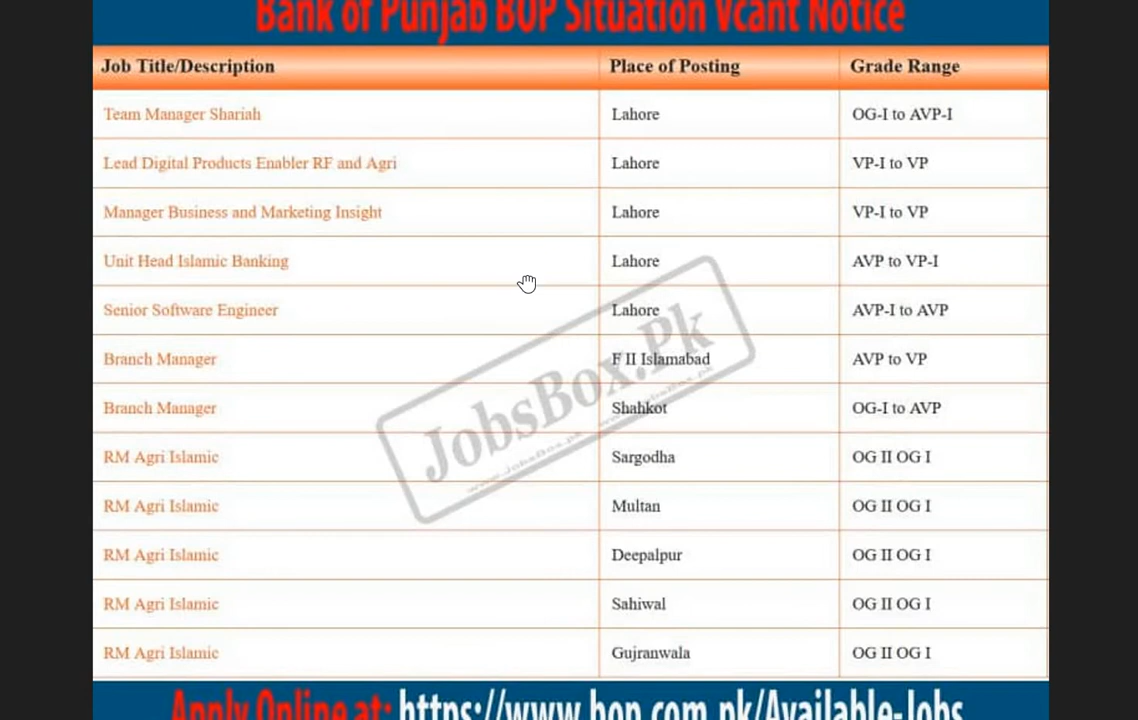 Bank of Punjab BOP Situation Vcant Notice
Job Title/Description Place of Posting Grade Range
Team Manager Shariah Lahore OG-I to AVP-I
Lead Digital Products Enabler RF and Agri Lahore VP-I to VP
Manager Business and Marketing Insight Lahore VP-I to VP
Unit Head Islamic Banking Lahore AVP to VP-I
Senior Software Engineer Lahore AVP-I to AVP
Branch Manager F II Islamabad AVP to VP
Branch Manager Shahkot OG-I to AVP
RM Agri Islamic Sargodha OG II OG I
RM Agri Islamic Multan OG II OG I
RM Agri Islamic Deepalpur OG II OG I
RM Agri Islamic Sahiwal OG II OG I
RM Agri Islamic Gujranwala OG II OG I
JobsBox.Pk
www.JobsBox.pk www.JobsBox.pk
Apply Online at: https://www.bop.com.pk/Available-Jobs